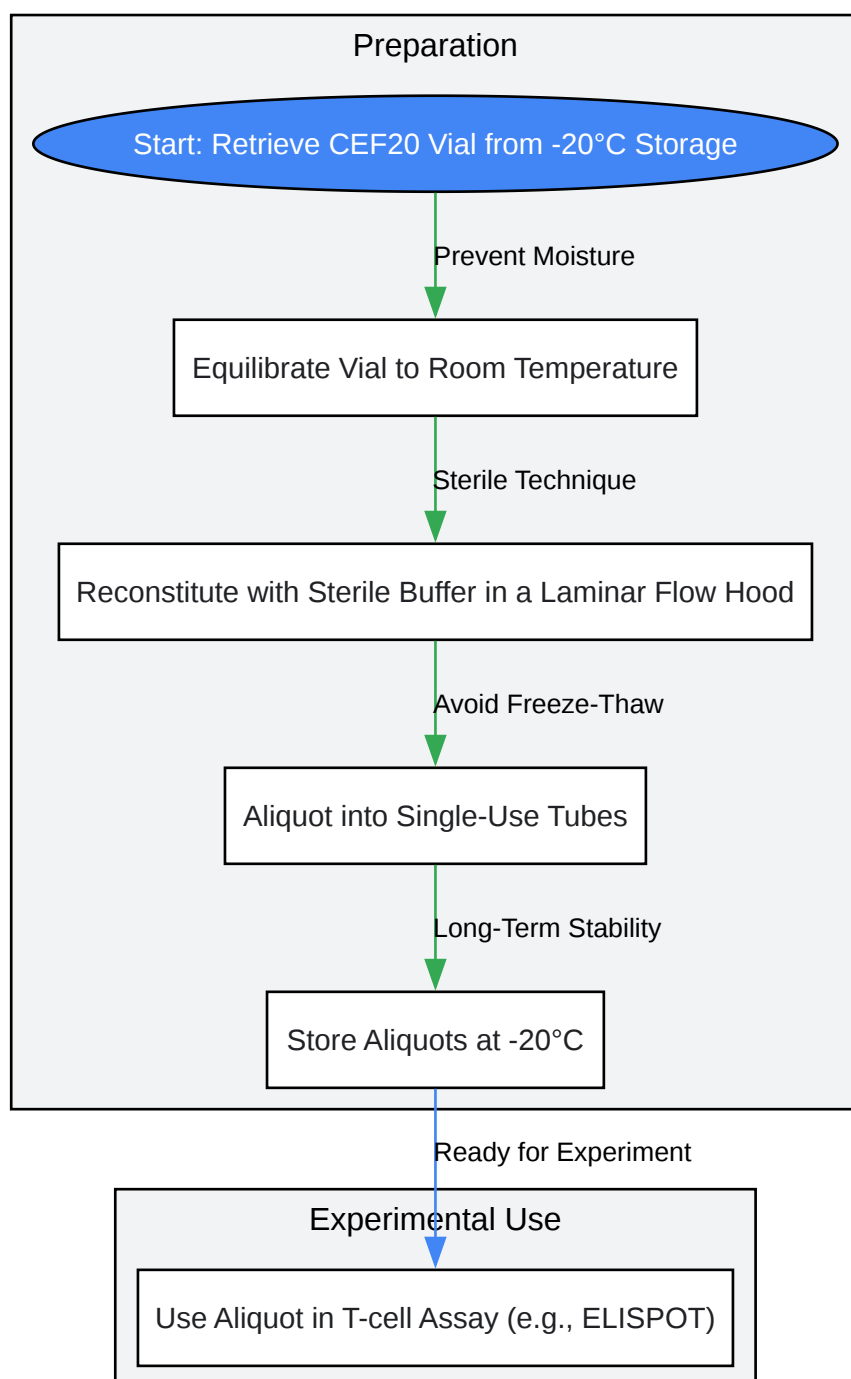 Preparation
Start: Retrieve CEF20 Vial from -20°C Storage
Prevent Moisture
Equilibrate Vial to Room Temperature
Sterile Technique
Reconstitute with Sterile Buffer in a Laminar Flow Hood
Avoid Freeze-Thaw
Aliquot into Single-Use Tubes
Long-Term Stability
Store Aliquots at -20°C
Ready for Experiment
Experimental Use
Use Aliquot in T-cell Assay (e.g., ELISPOT)